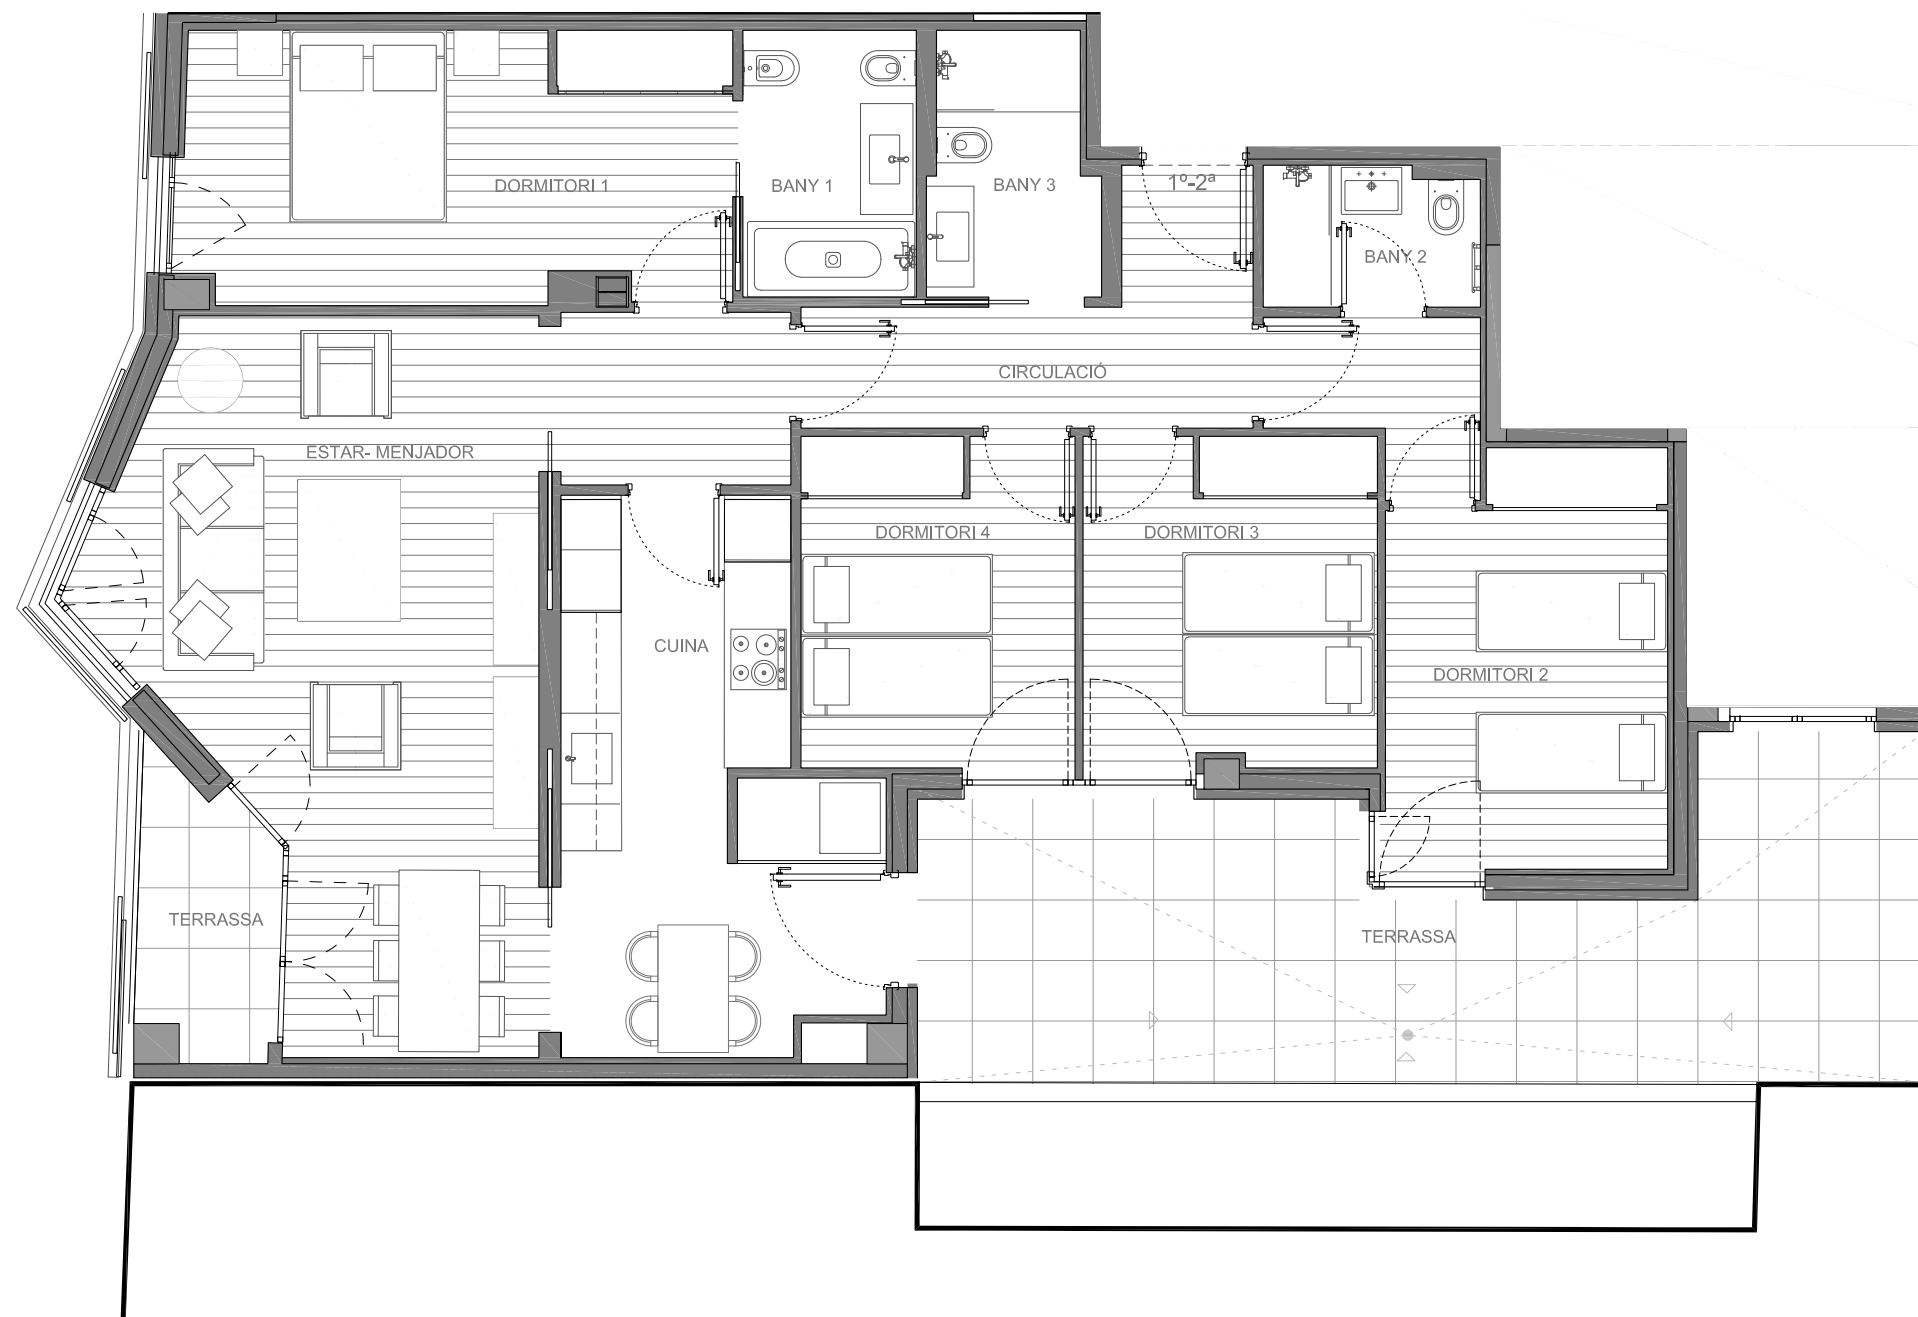 DORMITORI 1
BANY 1
BANY 3
1º-2ª
BANY 2
CIRCULACIÓ
ESTAR- MENJADOR
DORMITORI 4
DORMITORI 3
CUINA
DORMITORI 2
TERRASSA
TERRASSA